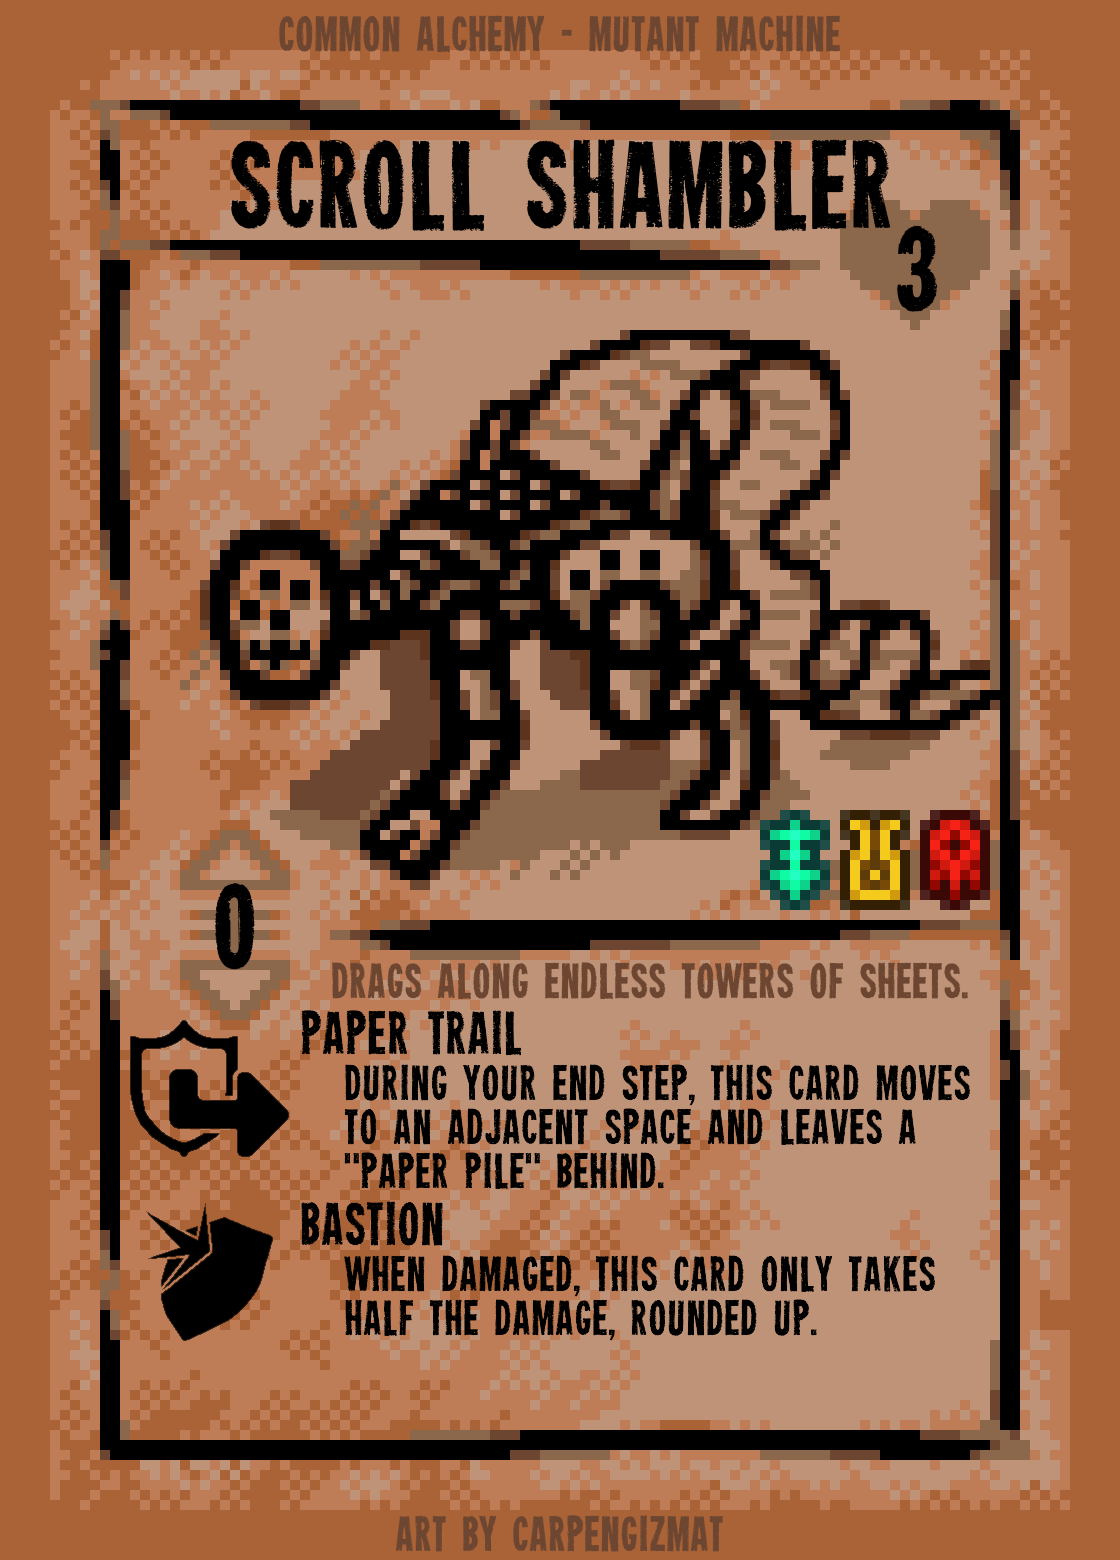 COMMON ALCHEMY - MUTANT MACHINE
SCROLL SHAMBLER
3
0
DRAGS ALONG ENDLESS TOWERS OF SHEETS.
PAPER TRAIL
DURING YOUR END STEP, THIS CARD MOVES
TO AN ADJACENT SPACE AND LEAVES A
"PAPER PILE" BEHIND.
BASTION
WHEN DAMAGED, THIS CARD ONLY TAKES
HALF THE DAMAGE, ROUNDED UP.
ART BY CARPENGIZMAT